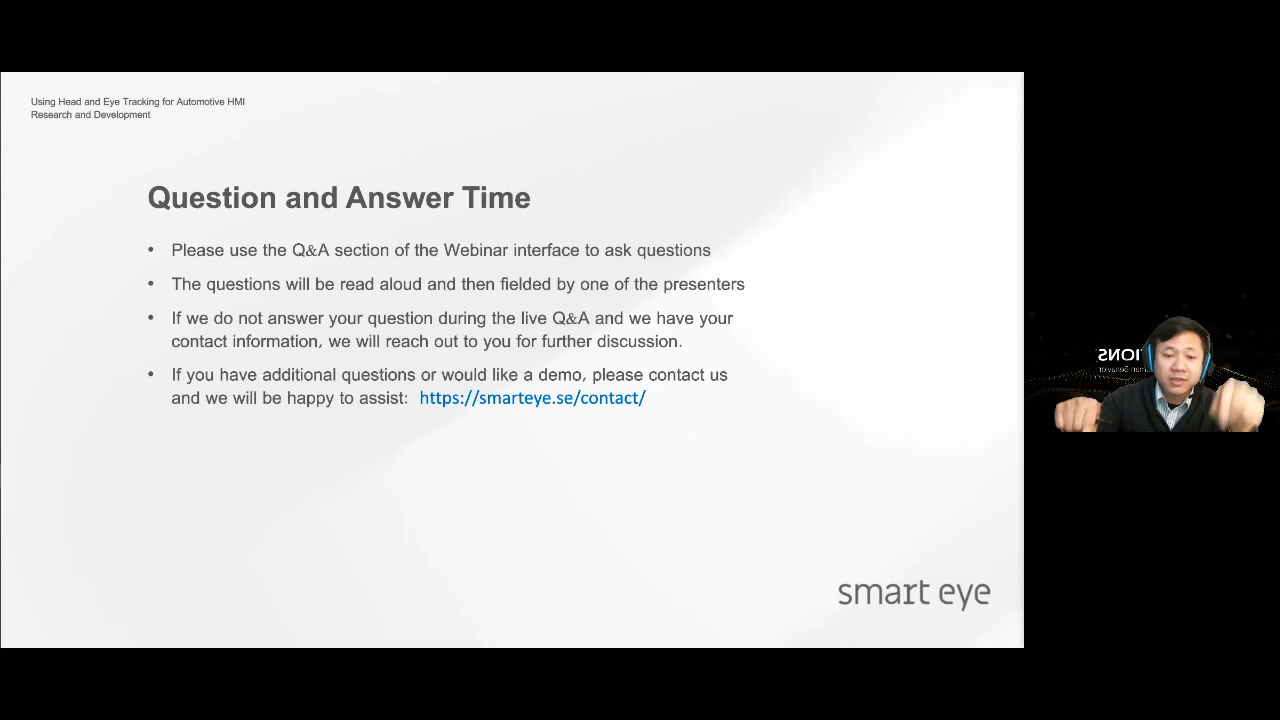 Using Head and Eye Tracking for Automotive HMI
Research and Development
Question and Answer Time
• Please use the Q&A section of the Webinar interface to ask questions
• The questions will be read aloud and then fielded by one of the presenters
• If we do not answer your question during the live Q&A and we have your
contact information, we will reach out to you for further discussion.
• If you have additional questions or would like a demo, please contact us
and we will be happy to assist: https://smarteye.se/contact/
smart eye
Behavior